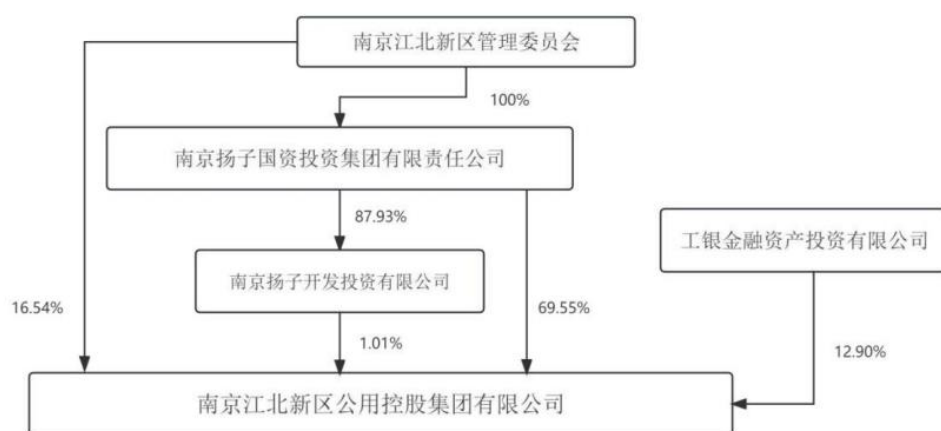 南京江北新区管理委员会
100%
南京扬子国资投资集团有限责任公司
87.93%
工银金融资产投资有限公司
南京扬子开发投资有限公司
16.54%
69.55%
1.01%
12.90%
南京江北新区公用控股集团有限公司